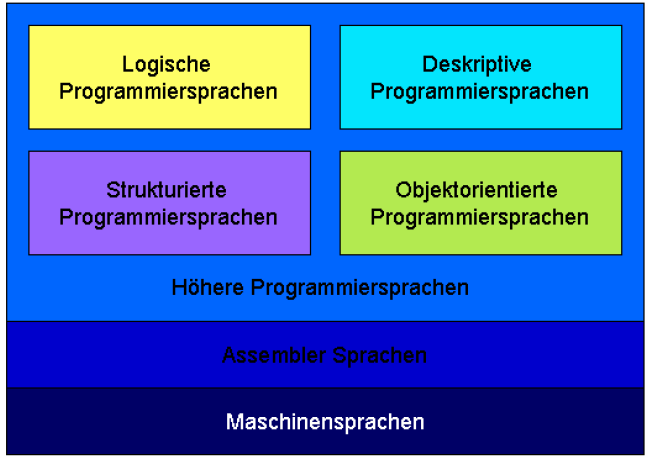 Logische
Programmiersprachen
Deskriptive
Programmiersprachen
Strukturierte
Programmiersprachen
Objektorientierte
Programmiersprachen
Höhere Programmiersprachen
Assembler Sprachen
Maschinensprachen